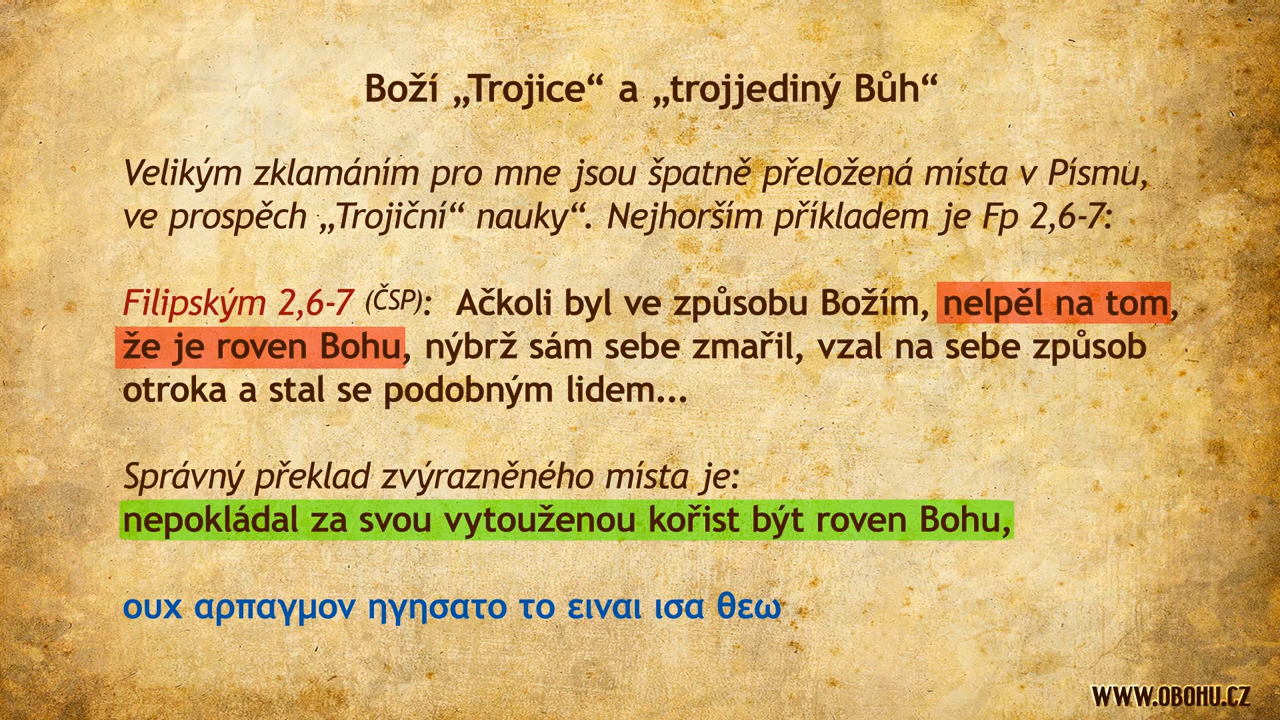 Boží „Trojice“ a „trojjediný Bůh“
Velikým zklamáním pro mne jsou špatně přeložená místa v Písmu,
ve prospěch „Trojiční“ nauky“. Nejhorším příkladem je Fp 2,6-7:
Filipským 2,6-7 (ČSP): Ačkoli byl ve způsobu Božím, nelpěl na tom,
že je roven Bohu, nýbrž sám sebe zmařil, vzal na sebe způsob
otroka a stal se podobným lidem...
Správný překlad zvýrazněného místa je:
nepokládal za svou vytouženou kořist být roven Bohu,
ουχ αρπαγμον ηγησατο το ειναι ισα θεω
WWW.OBOHU.CZ